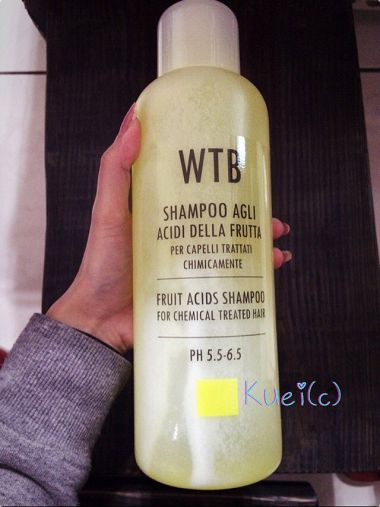 WTB
SHAMPOO AGLI
ACIDI DELLA FRUTTA
PER CAPELLI TRATTATI
CHIMICAMENTE
FRUIT ACIDS SHAMPOO
FOR CHEMICAL TREATED HAIR
PH 5.5-6.5
Kuei(c)